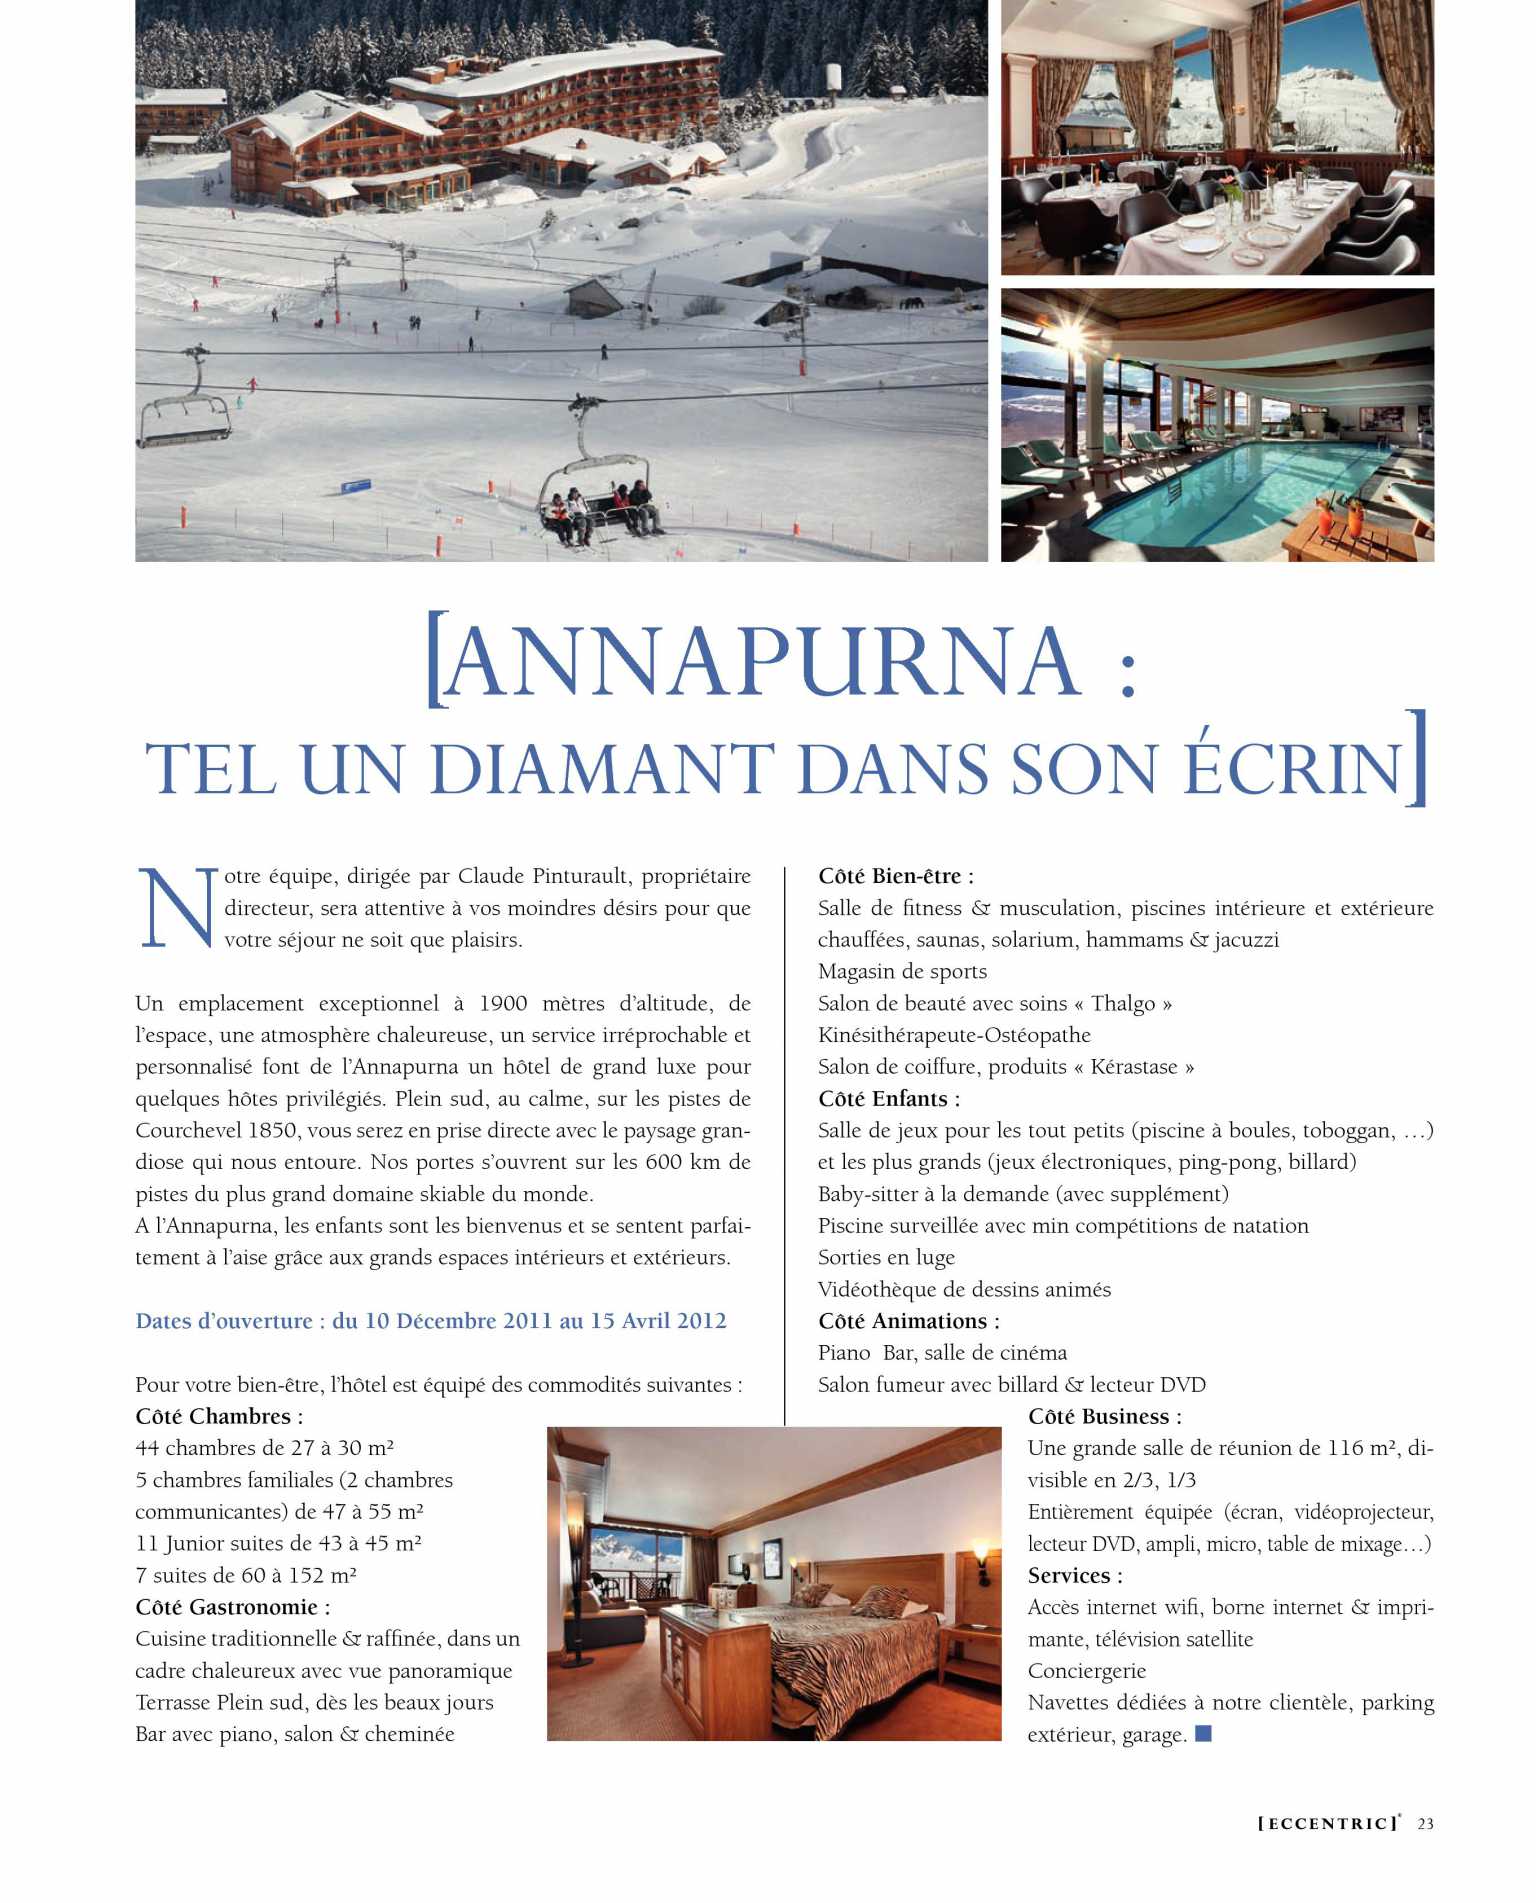 [ANNAPURNA :
TEL UN DIAMANT DANS SON ÉCRIN]
Notre équipe, dirigée par Claude Pinturault, propriétaire
directeur, sera attentive à vos moindres désirs pour que
votre séjour ne soit que plaisirs.
Un emplacement exceptionnel à 1900 mètres d’altitude, de
l’espace, une atmosphère chaleureuse, un service irréprochable et
personnalisé font de l’Annapurna un hôtel de grand luxe pour
quelques hôtes privilégiés. Plein sud, au calme, sur les pistes de
Courchevel 1850, vous serez en prise directe avec le paysage gran-
diose qui nous entoure. Nos portes s’ouvrent sur les 600 km de
pistes du plus grand domaine skiable du monde.
A l’Annapurna, les enfants sont les bienvenus et se sentent parfai-
tement à l’aise grâce aux grands espaces intérieurs et extérieurs.
Dates d’ouverture : du 10 Décembre 2011 au 15 Avril 2012
Pour votre bien-être, l’hôtel est équipé des commodités suivantes :
Côté Chambres :
44 chambres de 27 à 30 m²
5 chambres familiales (2 chambres
communicantes) de 47 à 55 m²
11 Junior suites de 43 à 45 m²
7 suites de 60 à 152 m²
Côté Gastronomie :
Cuisine traditionnelle & raffinée, dans un
cadre chaleureux avec vue panoramique
Terrasse Plein sud, dès les beaux jours
Bar avec piano, salon & cheminée
Côté Bien-être :
Salle de fitness & musculation, piscines intérieure et extérieure
chauffées, saunas, solarium, hammams & jacuzzi
Magasin de sports
Salon de beauté avec soins « Thalgo »
Kinésithérapeute-Ostéopathe
Salon de coiffure, produits « Kérastase »
Côté Enfants :
Salle de jeux pour les tout petits (piscine à boules, toboggan, …)
et les plus grands (jeux électroniques, ping-pong, billard)
Baby-sitter à la demande (avec supplément)
Piscine surveillée avec min compétitions de natation
Sorties en luge
Vidéothèque de dessins animés
Côté Animations :
Piano Bar, salle de cinéma
Salon fumeur avec billard & lecteur DVD
Côté Business :
Une grande salle de réunion de 116 m², di-
visible en 2/3, 1/3
Entièrement équipée (écran, vidéoprojecteur,
lecteur DVD, ampli, micro, table de mixage…)
Services :
Accès internet wifi, borne internet & impri-
mante, télévision satellite
Conciergerie
Navettes dédiées à notre clientèle, parking
extérieur, garage.
[ECCENTRIC]® 23